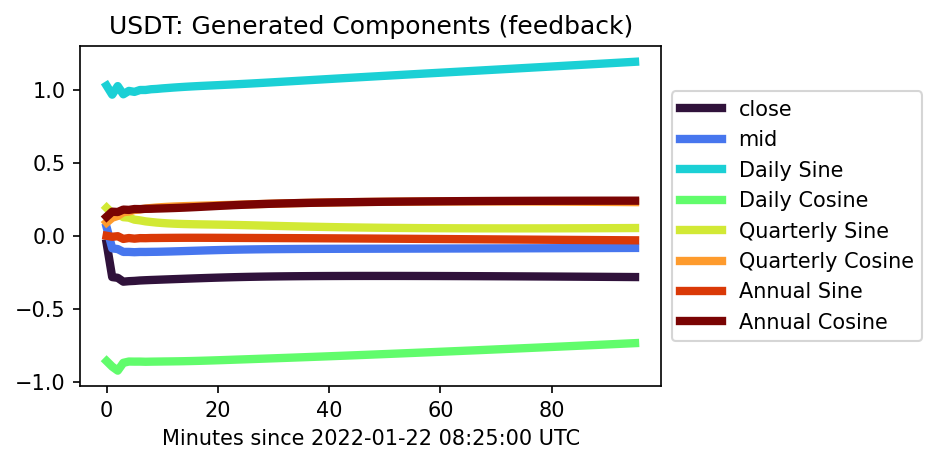 USDT: Generated Components (feedback)
1.0
0.5
0.0
−0.5
−1.0
0 20 40 60 80
Minutes since 2022-01-22 08:25:00 UTC
close
mid
Daily Sine
Daily Cosine
Quarterly Sine
Quarterly Cosine
Annual Sine
Annual Cosine